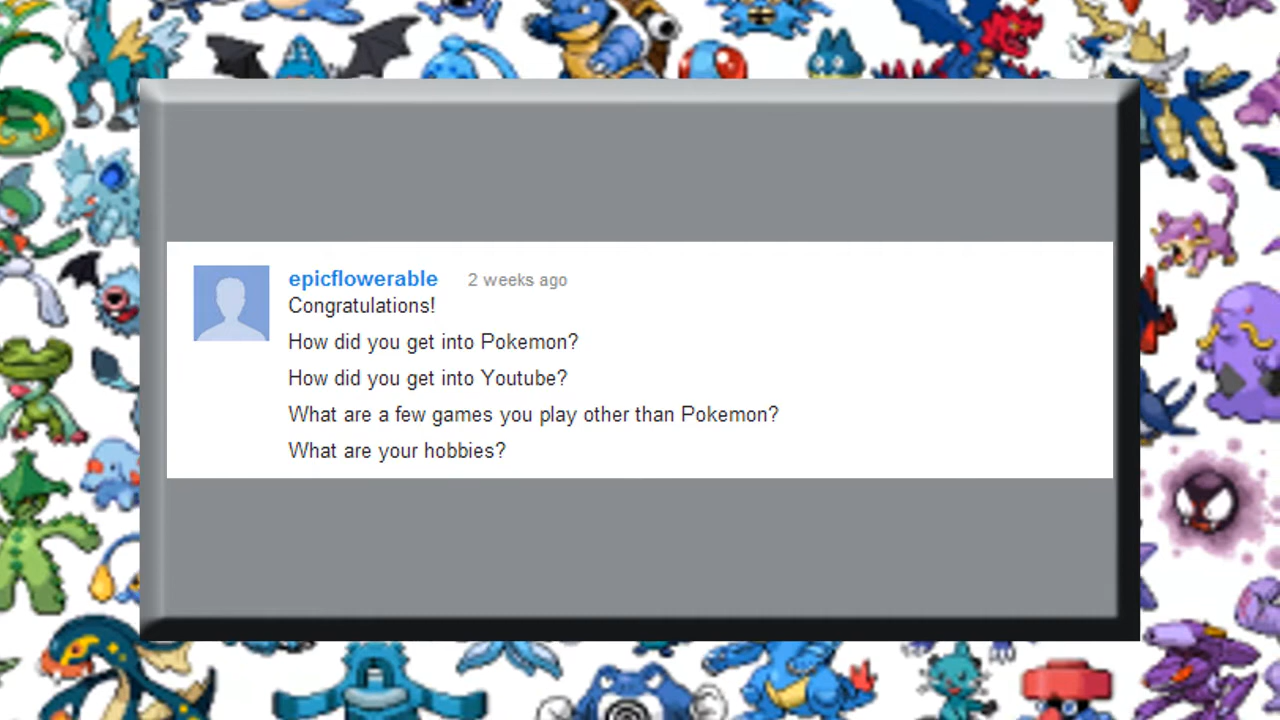 epicflowerable 2 weeks ago
Congratulations!
How did you get into Pokemon?
How did you get into Youtube?
What are a few games you play other than Pokemon?
What are your hobbies?